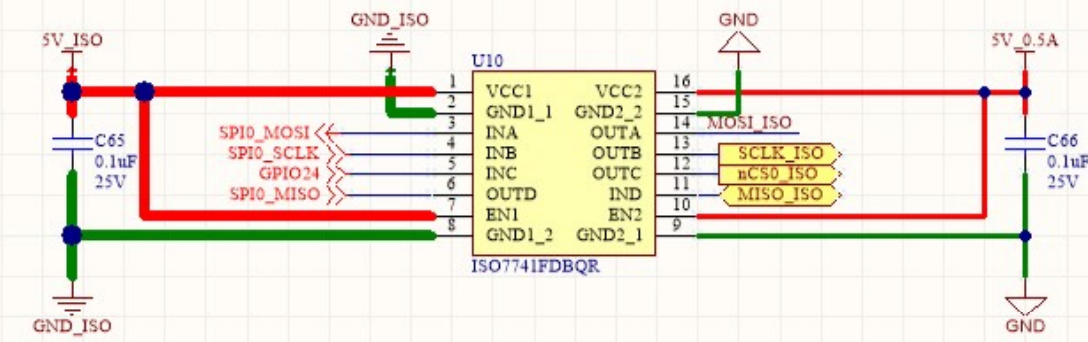 GND_ISO
GND
5V_ISO
5V_0.5A
U10
1 VCC1 VCC2 16
2 GND1_1 GND2_2 15
SPI0_MOSI 3 INA OUTA 14 MOSI_ISO
SPI0_SCLK 4 INB OUTB 13 SCLK_ISO
GPIO24 5 INC OUTC 12 nCS0_ISO
SPI0_MISO 6 OUTD IND 11 MISO_ISO
7 EN1 EN2 10
8 GND1_2 GND2_1 9
ISO7741FDBQR
C65
0.1uF
25V
C66
0.1uF
25V
GND_ISO
GND